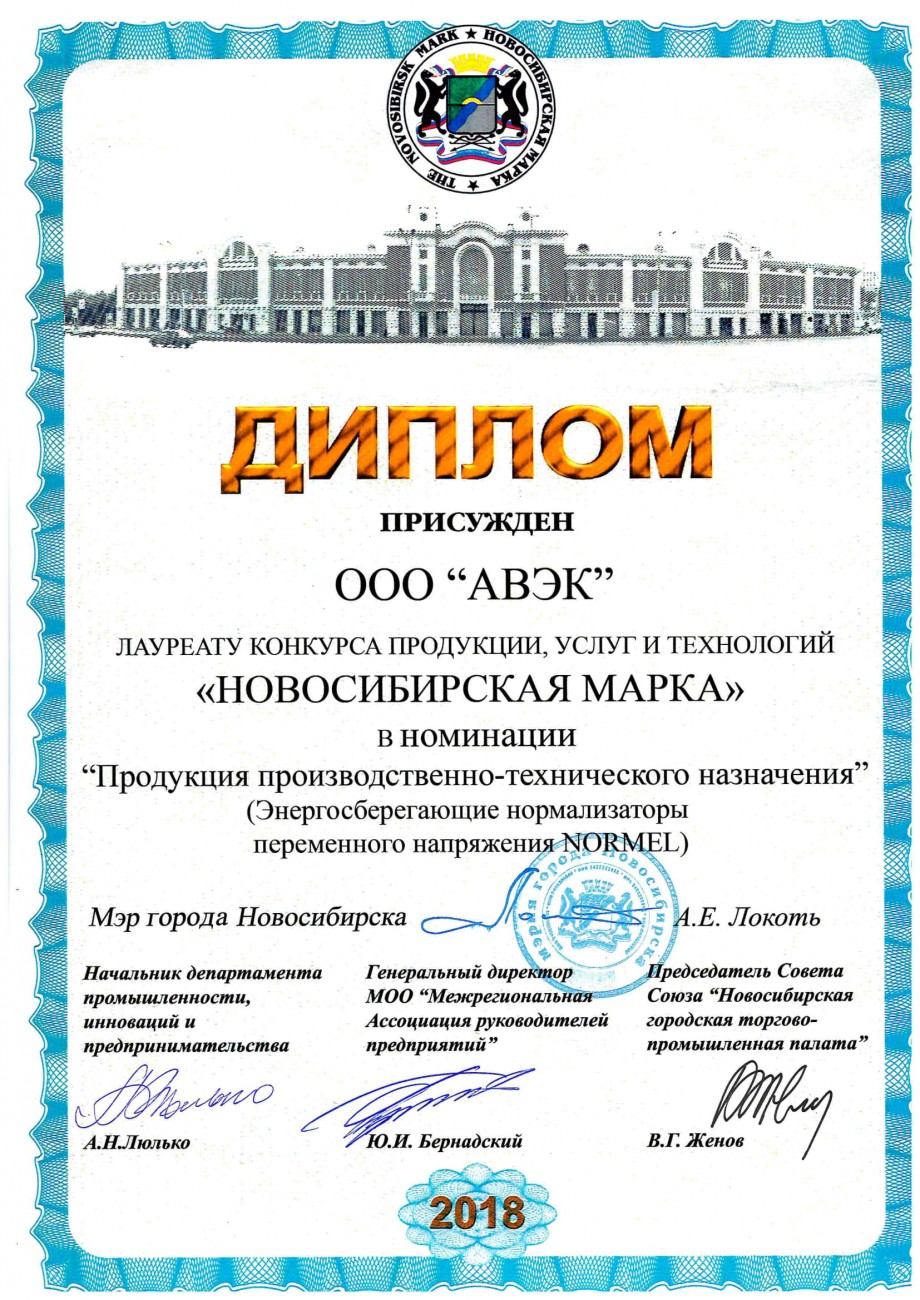 THE NOVOSIBIRSK MARK ★ НОВОСИБИРСКАЯ МАРКА ★
ДИПЛОМ
ПРИСУЖДЕН
ООО “АВЭК”
ЛАУРЕАТУ КОНКУРСА ПРОДУКЦИИ, УСЛУГ И ТЕХНОЛОГИЙ
«НОВОСИБИРСКАЯ МАРКА»
в номинации
“Продукция производственно-технического назначения”
(Энергосберегающие нормализаторы
переменного напряжения NORMEL)
мэрия города Новосибирска
Мэр города Новосибирска А.Е. Локоть
Начальник департамента
промышленности,
инноваций и
предпринимательства
А.Н.Люлько
Генеральный директор
МОО “Межрегиональная
Ассоциация руководителей
предприятий”
Ю.И. Бернадский
Председатель Совета
Союза “Новосибирская
городская торгово-
промышленная палата”
В.Г. Женов
2018